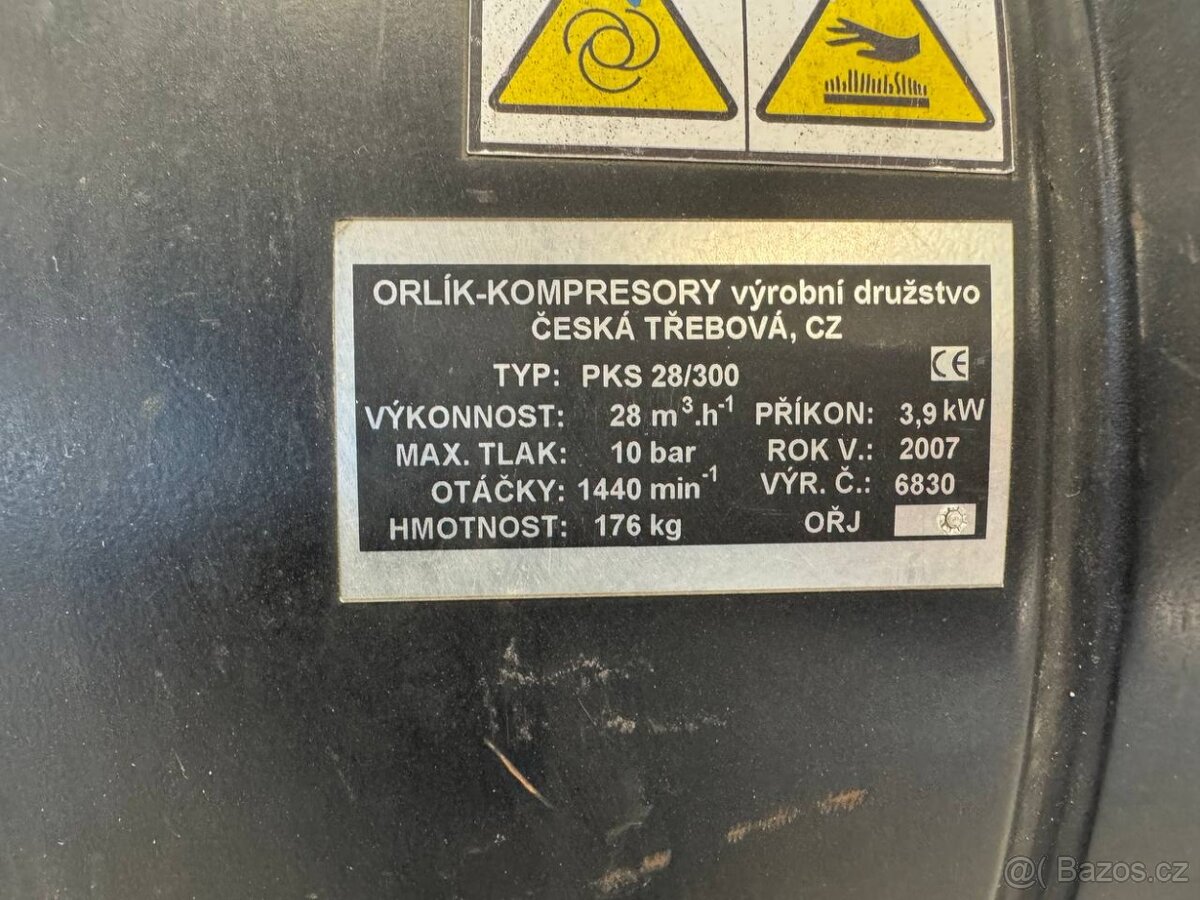 ORLÍK-KOMPRESORY výrobní družstvo
ČESKÁ TŘEBOVÁ, CZ
TYP: PKS 28/300 CE
VÝKONNOST: 28 m³.h⁻¹ PŘÍKON: 3,9 kW
MAX. TLAK: 10 bar ROK V.: 2007
OTÁČKY: 1440 min⁻¹ VÝR. Č.: 6830
HMOTNOST: 176 kg OŘJ
@( Bazos.cz